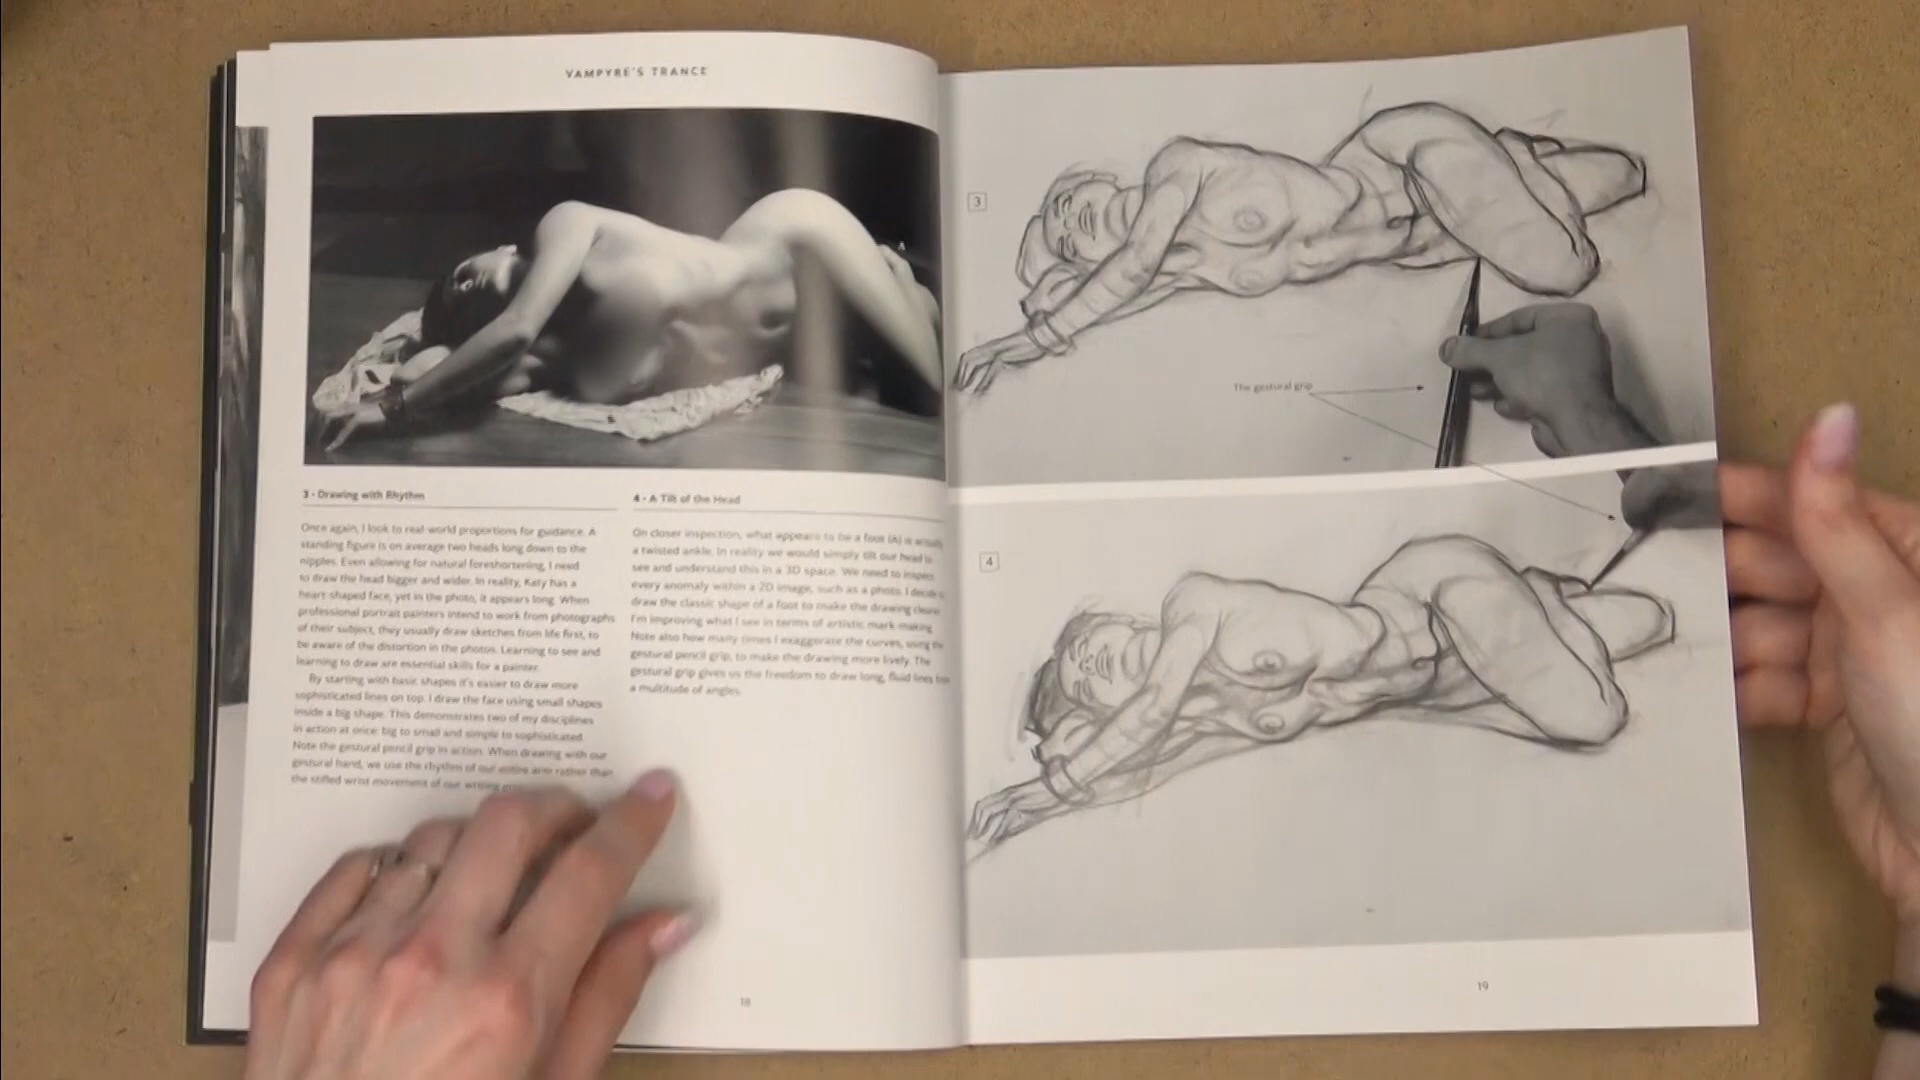 VAMPYRE'S TRANCE
A
3 - Drawing with Rhythm
Once again, I look to real-world proportions for guidance. A
standing figure is on average two heads long down to the
nipples. Even allowing for natural foreshortening, I need
to draw the head bigger and wider. In reality, Katy has a
heart-shaped face, yet in the photo, it appears long. When
professional portrait painters intend to work from photographs
of their subject, they usually draw sketches from life first, to
be aware of the distortion in the photos. Learning to see and
learning to draw are essential skills for a painter.
By starting with basic shapes it's easier to draw more
sophisticated lines on top. I draw the face using small shapes
inside a big shape. This demonstrates two of my disciplines
in action at once: big to small and simple to sophisticated.
Note the gestural pencil grip in action. When drawing with our
gestural hand, we use the rhythm of our entire arm rather than
the stifled wrist movement of our writing
4 - A Tilt of the Head
On closer inspection, what appears to be a foot (A) is actually
a twisted ankle. In reality we would simply tilt our head to
see and understand this in a 3D space. We need to inspect
every anomaly within a 2D image, such as a photo. I decide to
draw the classic shape of a foot to make the drawing clearer.
I'm improving what I see in terms of artistic mark-making.
Note also how many times I exaggerate the curves, using the
gestural pencil grip, to make the drawing more lively. The
gestural grip gives us the freedom to draw long, fluid lines from
a multitude of angles.
18
3
The gestural grip
4
19